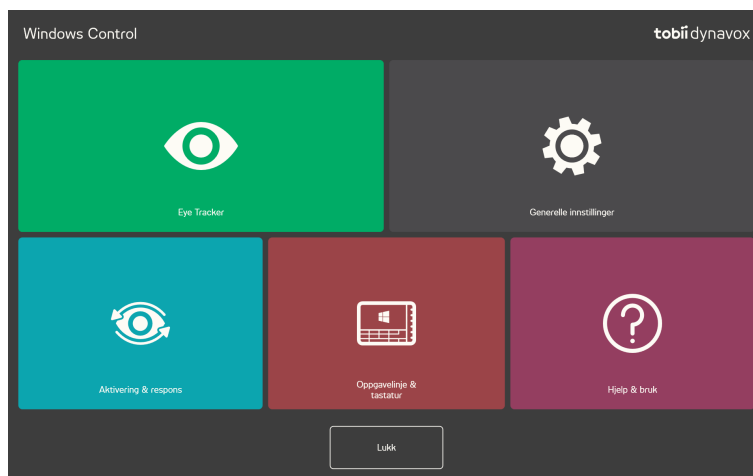 Windows Control
tobii dynavox
Eye Tracker
Generelle innstillinger
Aktivering & respons
Oppgavelinje &
tastatur
Hjelp & bruk
Lukk